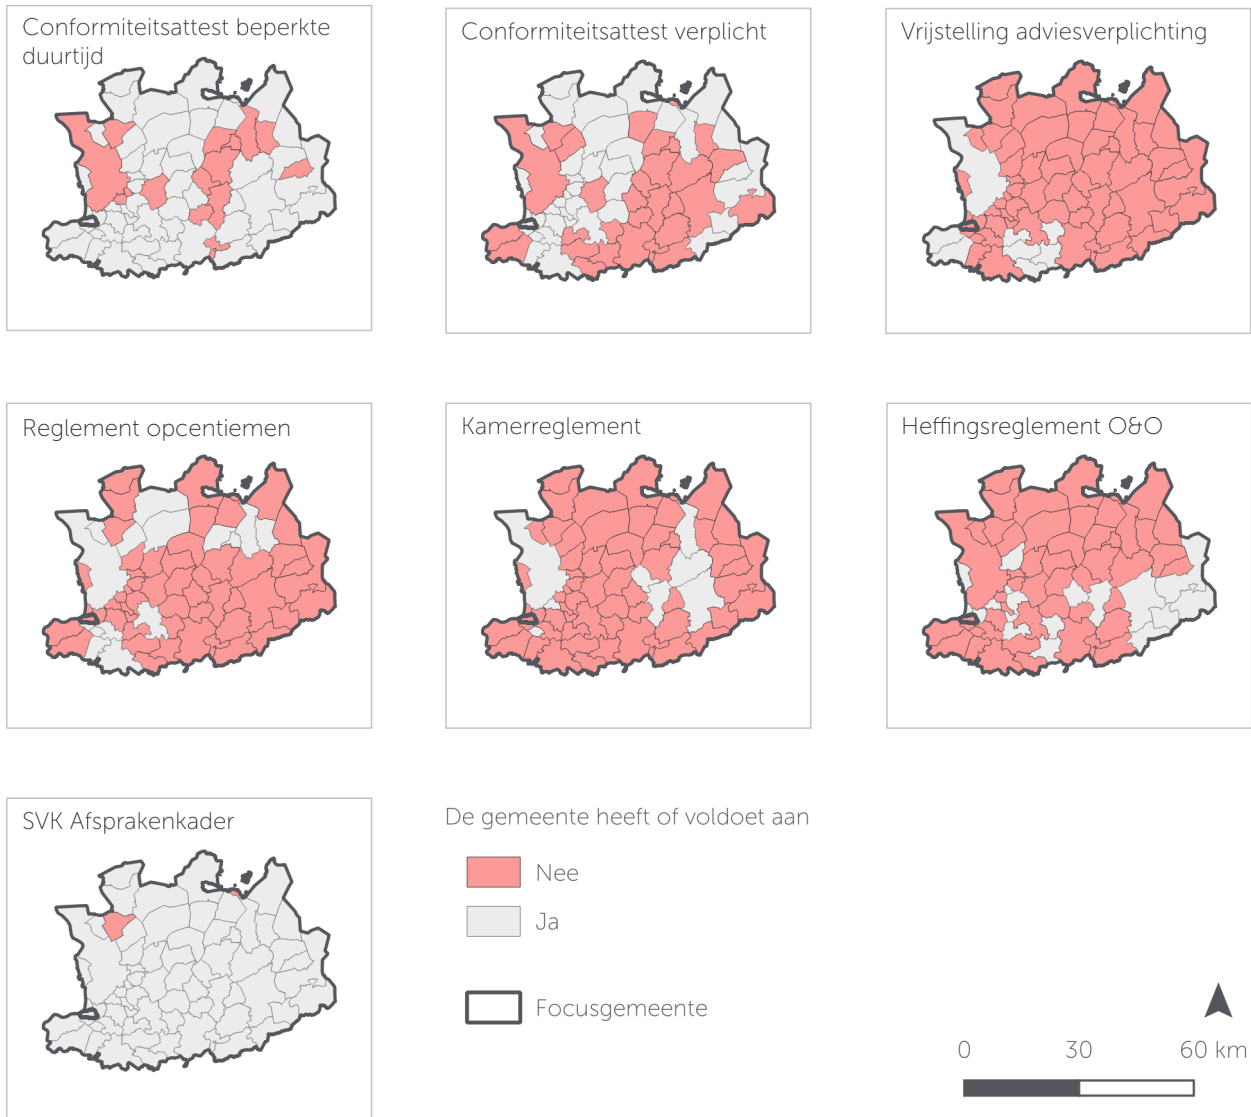 Conformiteitsattest beperkte
duurtijd
Conformiteitsattest verplicht
Vrijstelling adviesverplichting
Reglement opcentiemen
Kamerreglement
Heffingsreglement O&O
SVK Afsprakenkader
De gemeente heeft of voldoet aan
Nee
Ja
Focusgemeente
0 30 60 km